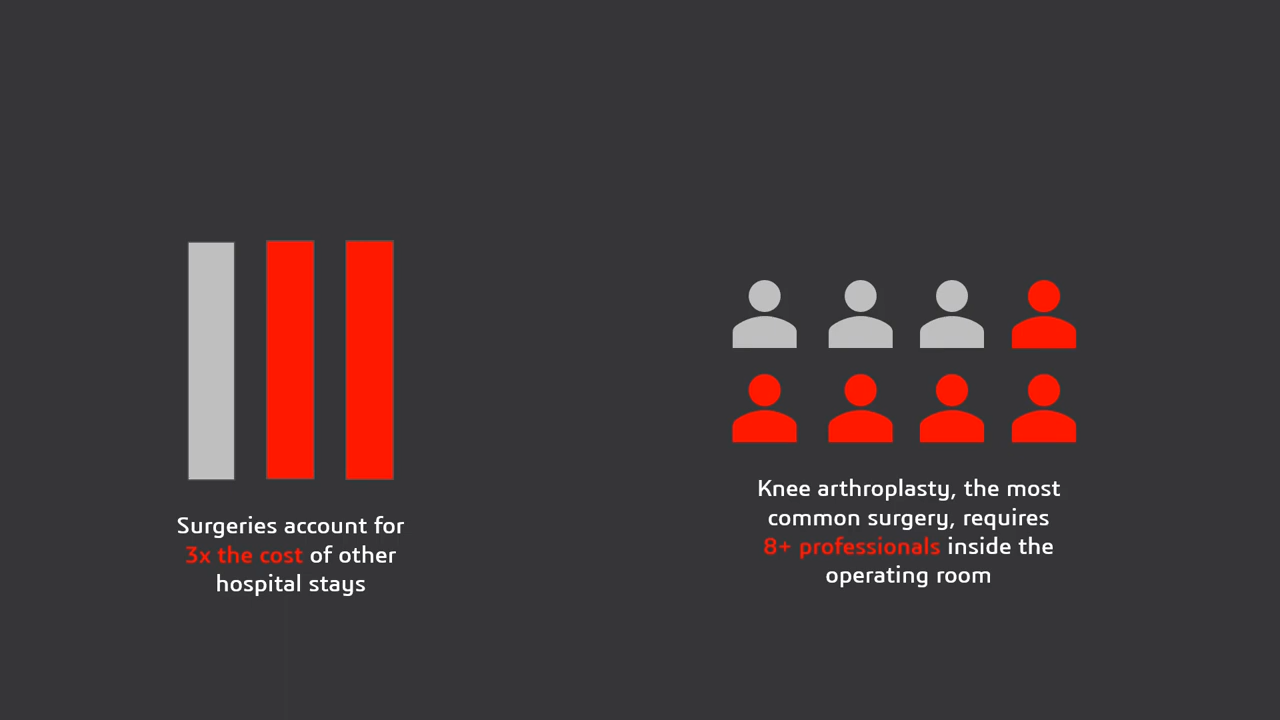 Surgeries account for
3x the cost of other
hospital stays
Knee arthroplasty, the most
common surgery, requires
8+ professionals inside the
operating room